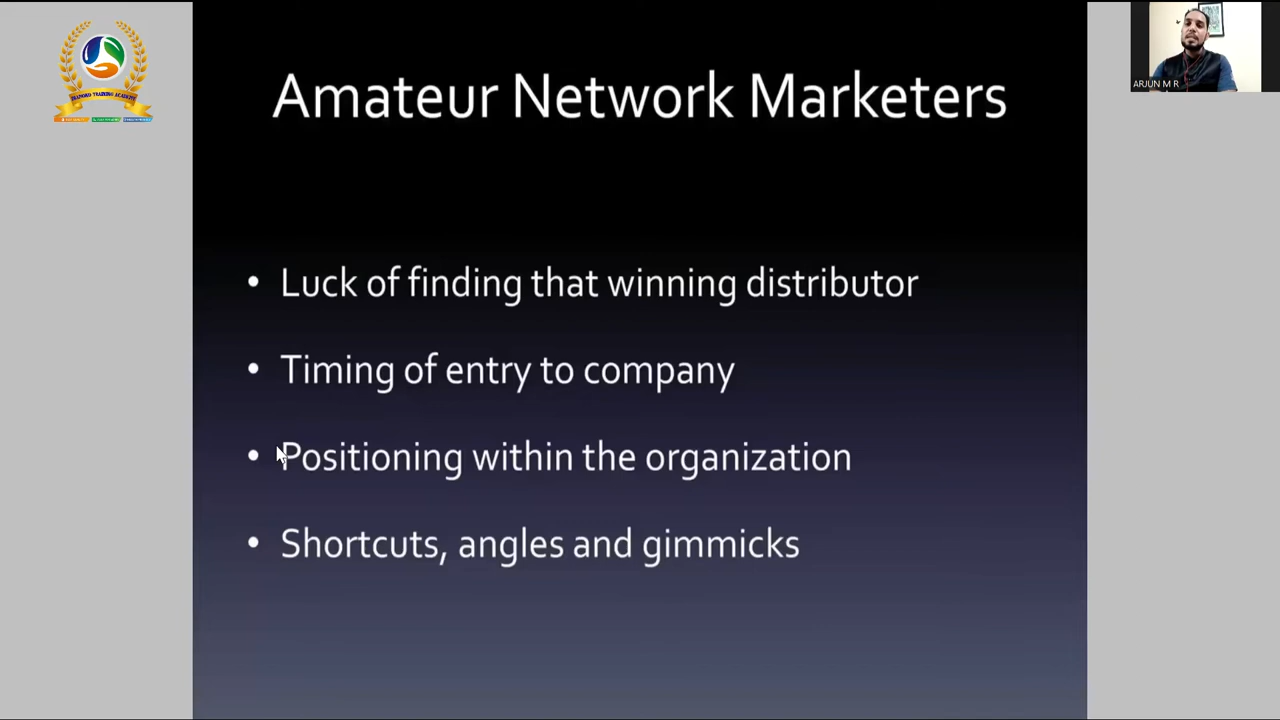 Amateur Network Marketers
ARJUN M R
• Luck of finding that winning distributor
• Timing of entry to company
• Positioning within the organization
• Shortcuts, angles and gimmicks